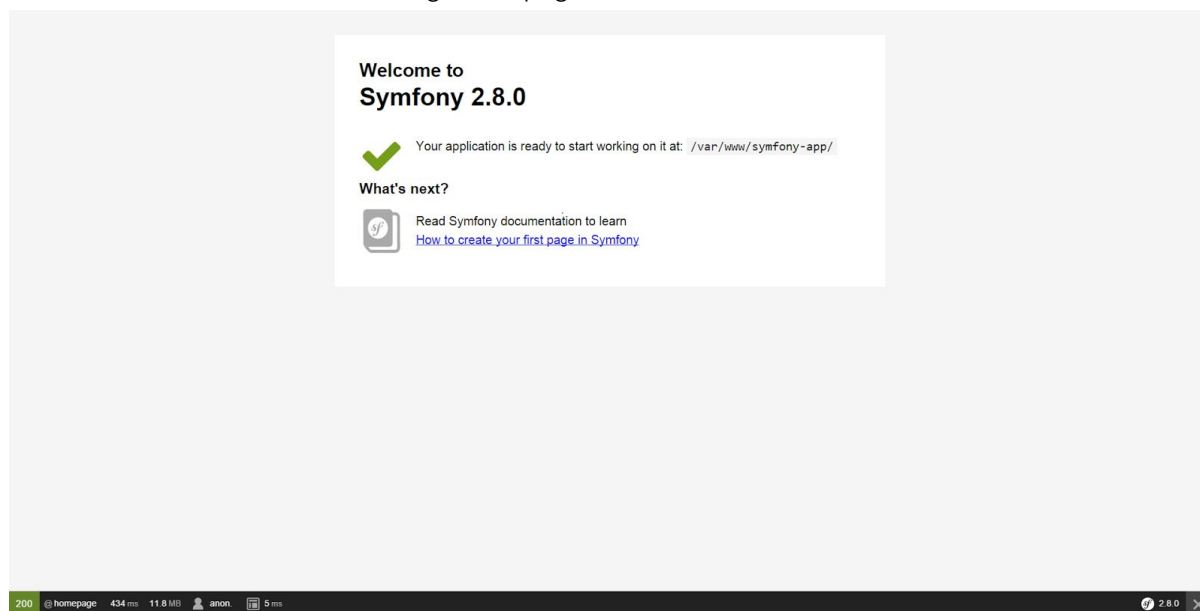 Welcome to
Symfony 2.8.0
Your application is ready to start working on it at: /var/www/symfony-app/
What's next?
sf
Read Symfony documentation to learn
How to create your first page in Symfony
200 @ homepage 434 ms 11.8 MB anon. 5 ms sf 2.8.0